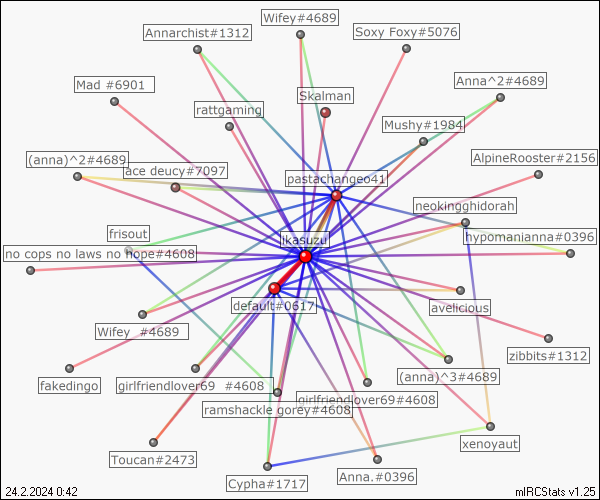 Wifey#4689
Annarchist#1312
Soxy Foxy#5076
Mad #6901
Anna^2#4689
Skalman
rattgaming
Mushy#1984
(anna)^2#4689
AlpineRooster#2156
ace deucy#7097
pastachangeo41
neokingghidorah
frisout
jkasuzu
hypomanianna#0396
no cops no laws no hope#4608
default#0617
avelicious
Wifey  #4689
zibbits#1312
(anna)^3#4689
fakedingo
girlfriendlover69  #4608
girlfriendlover69#4608
ramshackle gorey#4608
xenoyaut
Toucan#2473
Cypha#1717
Anna.#0396
24.2.2024 0:42
mIRCStats v1.25